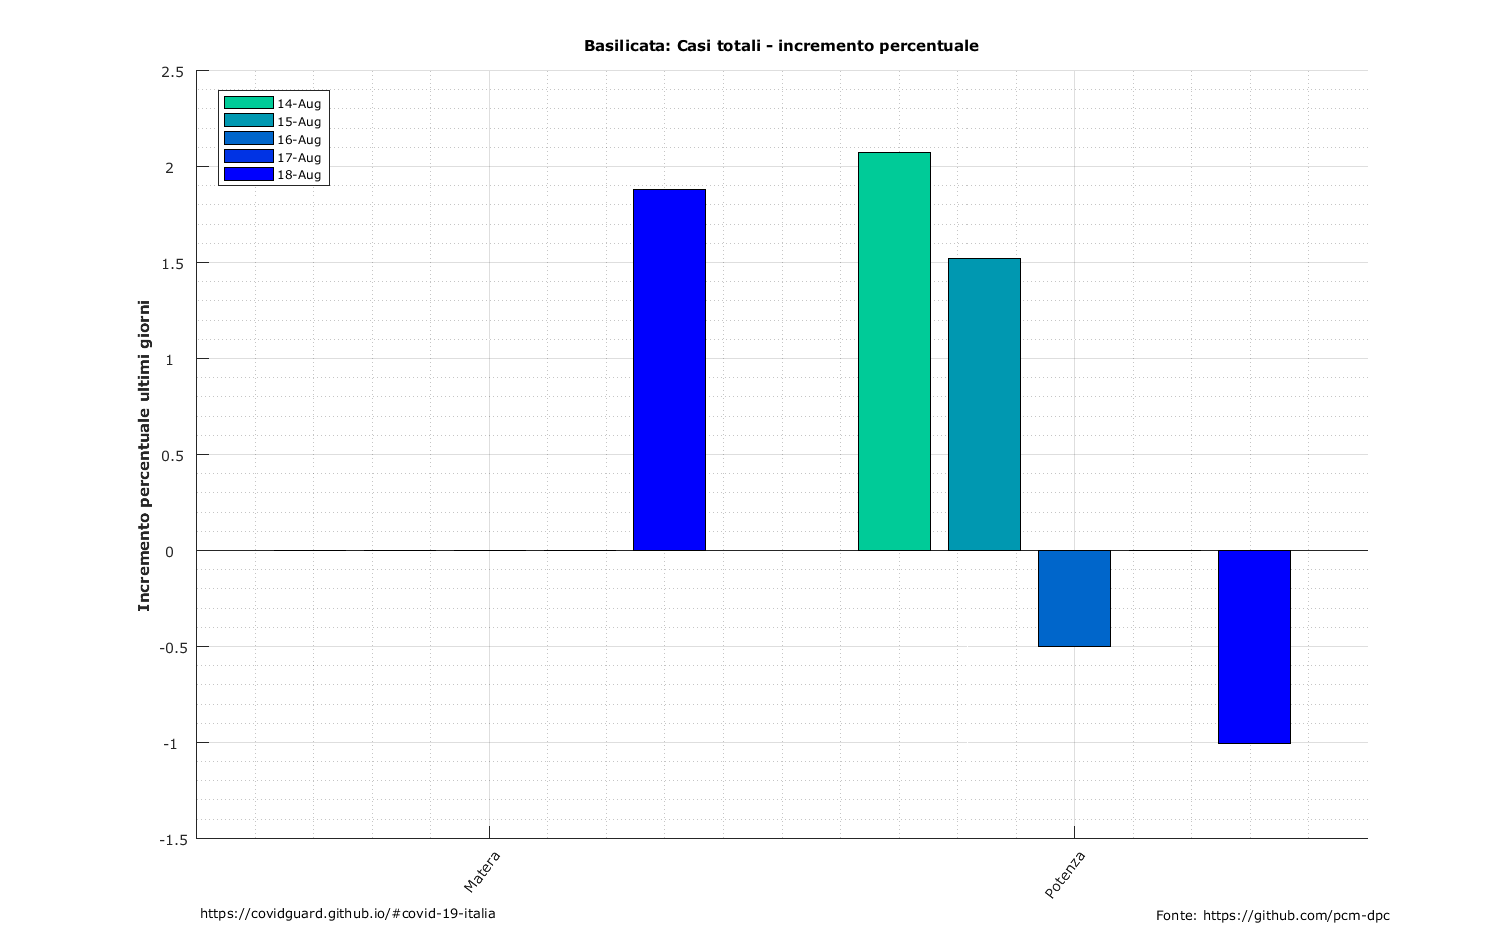 Basilicata: Casi totali - incremento percentuale
2.5
2
1.5
1
0.5
0
-0.5
-1
-1.5
Incremento percentuale ultimi giorni
14-Aug
15-Aug
16-Aug
17-Aug
18-Aug
Matera
Potenza
https://covidguard.github.io/#covid-19-italia
Fonte: https://github.com/pcm-dpc